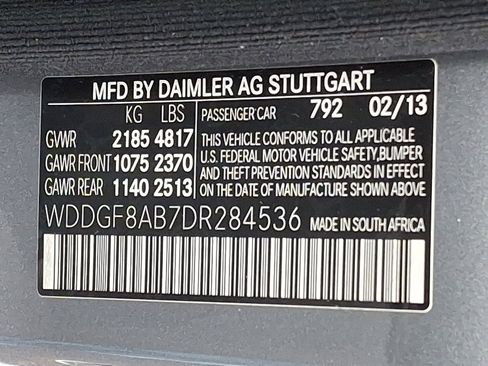 MFD BY DAIMLER AG STUTTGART
KG LBS PASSENGER CAR 792 02/13
GVWR 2185 4817
GAWR FRONT 1075 2370
GAWR REAR 1140 2513
THIS VEHICLE CONFORMS TO ALL APPLICABLE
U.S. FEDERAL MOTOR VEHICLE SAFETY, BUMPER
AND THEFT PREVENTION STANDARDS IN EFFECT
ON THE DATE OF MANUFACTURE SHOWN ABOVE.
WDDGF8AB7DR284536 MADE IN SOUTH AFRICA